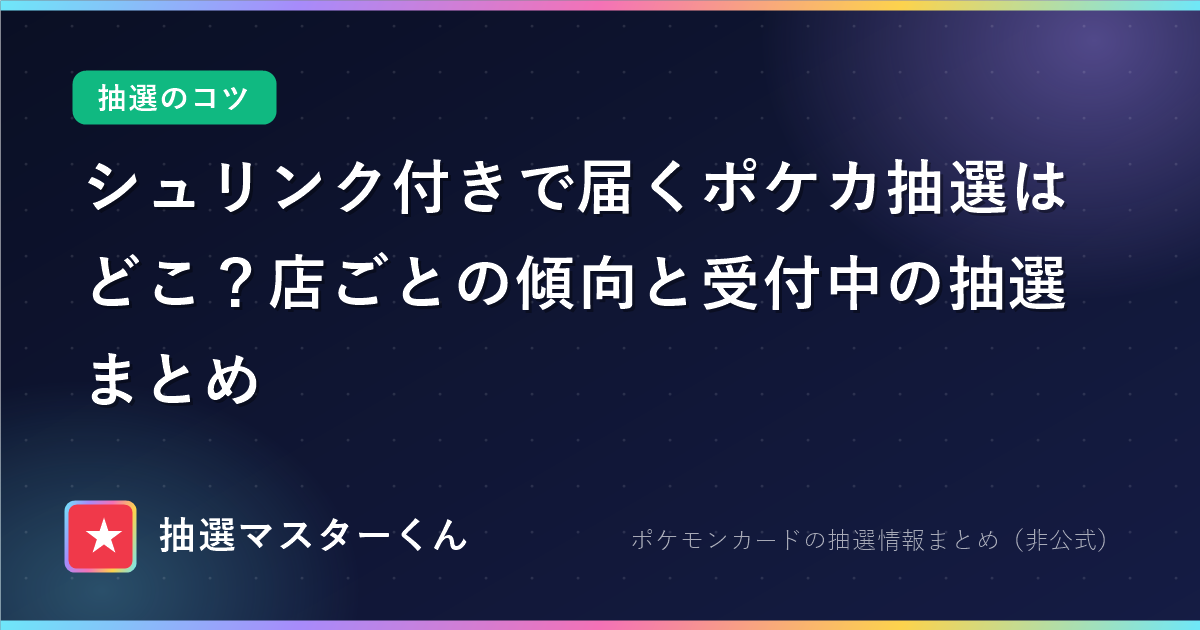 抽選のコツ
シュリンク付きで届くポケカ抽選は
どこ？店ごとの傾向と受付中の抽選
まとめ
抽選マスターくん
ポケモンカードの抽選情報まとめ（非公式）